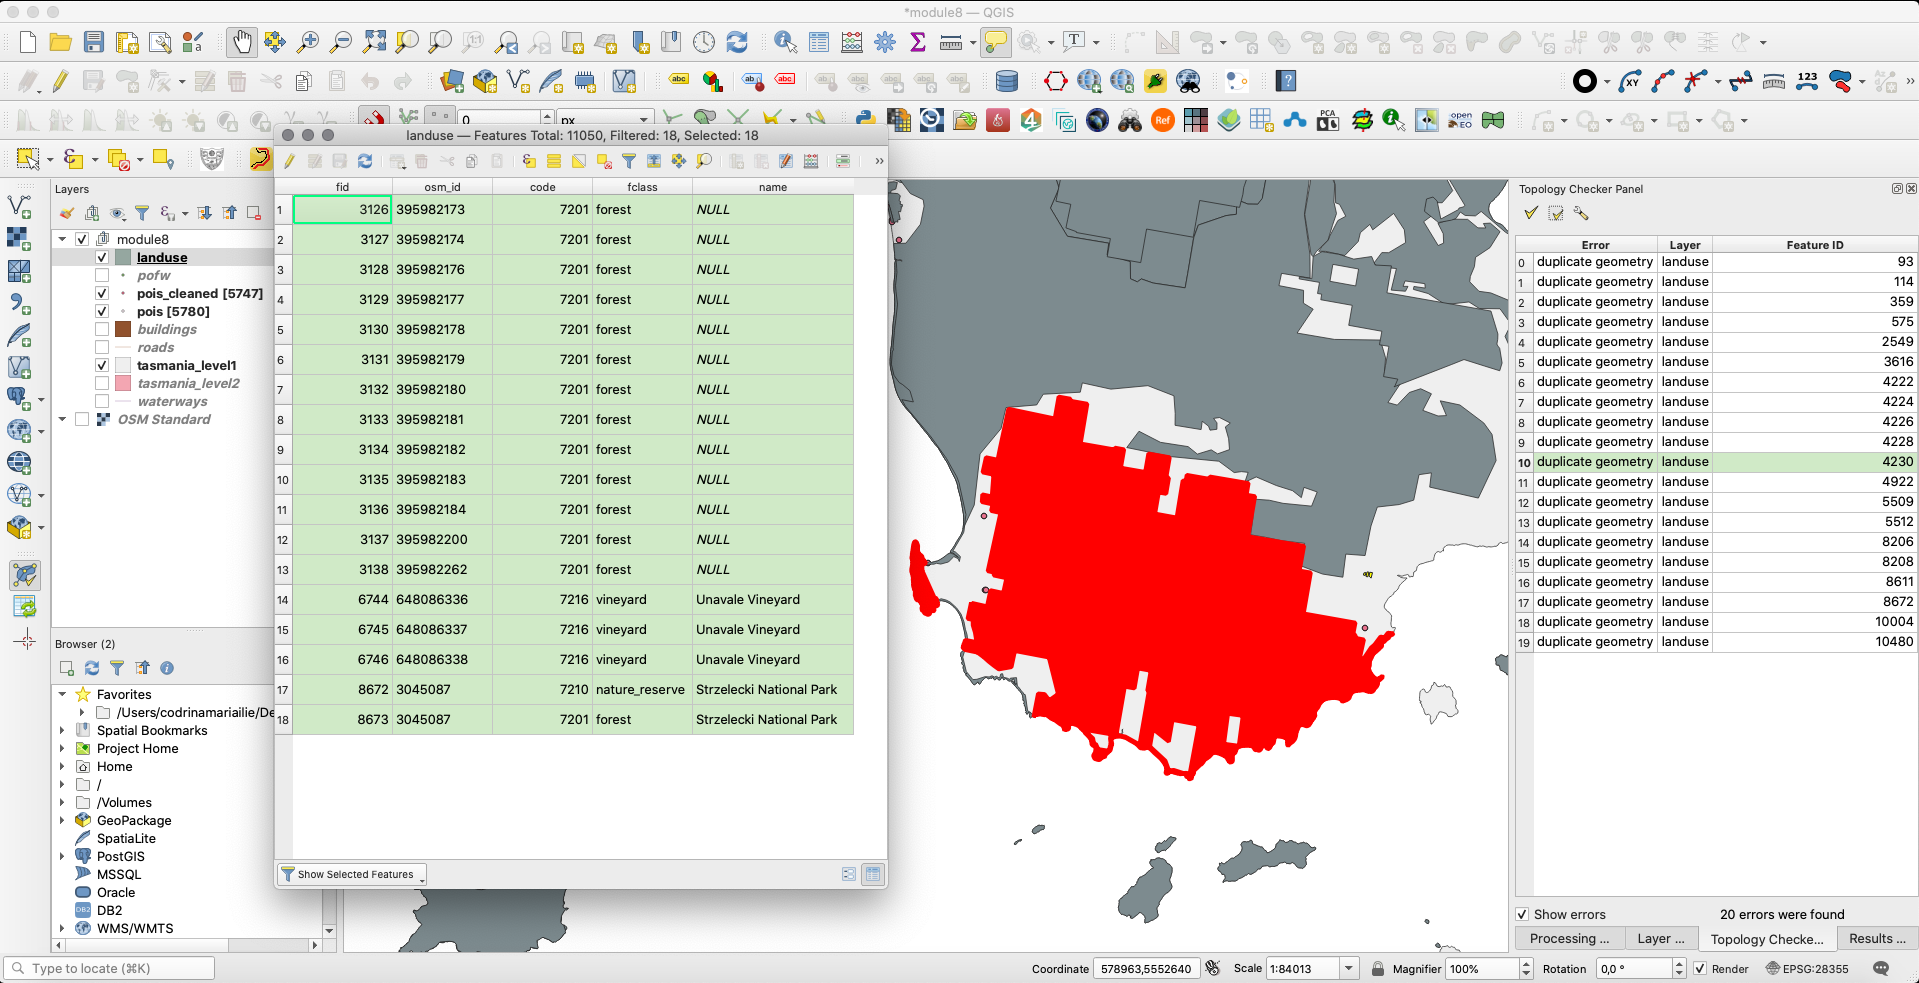 *module8 — QGIS
abc
abc
abc
XY
123
0
px
Ref
PCA
open EO
landuse — Features Total: 11050, Filtered: 18, Selected: 18
fid osm_id code fclass name
1 3126 395982173 7201 forest NULL
2 3127 395982174 7201 forest NULL
3 3128 395982176 7201 forest NULL
4 3129 395982177 7201 forest NULL
5 3130 395982178 7201 forest NULL
6 3131 395982179 7201 forest NULL
7 3132 395982180 7201 forest NULL
8 3133 395982181 7201 forest NULL
9 3134 395982182 7201 forest NULL
10 3135 395982183 7201 forest NULL
11 3136 395982184 7201 forest NULL
12 3137 395982200 7201 forest NULL
13 3138 395982262 7201 forest NULL
14 6744 648086336 7216 vineyard Unavale Vineyard
15 6745 648086337 7216 vineyard Unavale Vineyard
16 6746 648086338 7216 vineyard Unavale Vineyard
17 8672 3045087 7210 nature_reserve Strzelecki National Park
18 8673 3045087 7201 forest Strzelecki National Park
Show Selected Features
Layers
module8
landuse
pofw
pois_cleaned [5747]
pois [5780]
buildings
roads
tasmania_level1
tasmania_level2
waterways
OSM Standard
Browser (2)
Favorites
/Users/codrinamariailie/De
Spatial Bookmarks
Project Home
Home
/
/Volumes
GeoPackage
SpatiaLite
PostGIS
MSSQL
Oracle
DB2
WMS/WMTS
Topology Checker Panel
Error Layer Feature ID
0 duplicate geometry landuse 93
1 duplicate geometry landuse 114
2 duplicate geometry landuse 359
3 duplicate geometry landuse 575
4 duplicate geometry landuse 2549
5 duplicate geometry landuse 3616
6 duplicate geometry landuse 4222
7 duplicate geometry landuse 4224
8 duplicate geometry landuse 4226
9 duplicate geometry landuse 4228
10 duplicate geometry landuse 4230
11 duplicate geometry landuse 4922
12 duplicate geometry landuse 5509
13 duplicate geometry landuse 5512
14 duplicate geometry landuse 8206
15 duplicate geometry landuse 8208
16 duplicate geometry landuse 8611
17 duplicate geometry landuse 8672
18 duplicate geometry landuse 10004
19 duplicate geometry landuse 10480
Show errors 20 errors were found
Processing ... Layer ... Topology Checke... Results ...
Type to locate (⌘K) Coordinate 578963,5552640 Scale 1:84013 Magnifier 100% Rotation 0,0 ° Render EPSG:28355